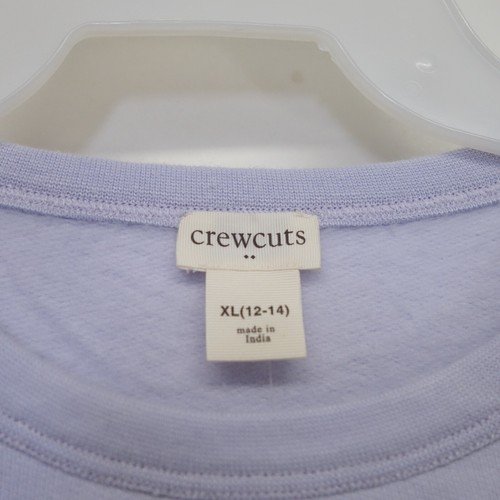 crewcuts
XL(12-14)
made in
India